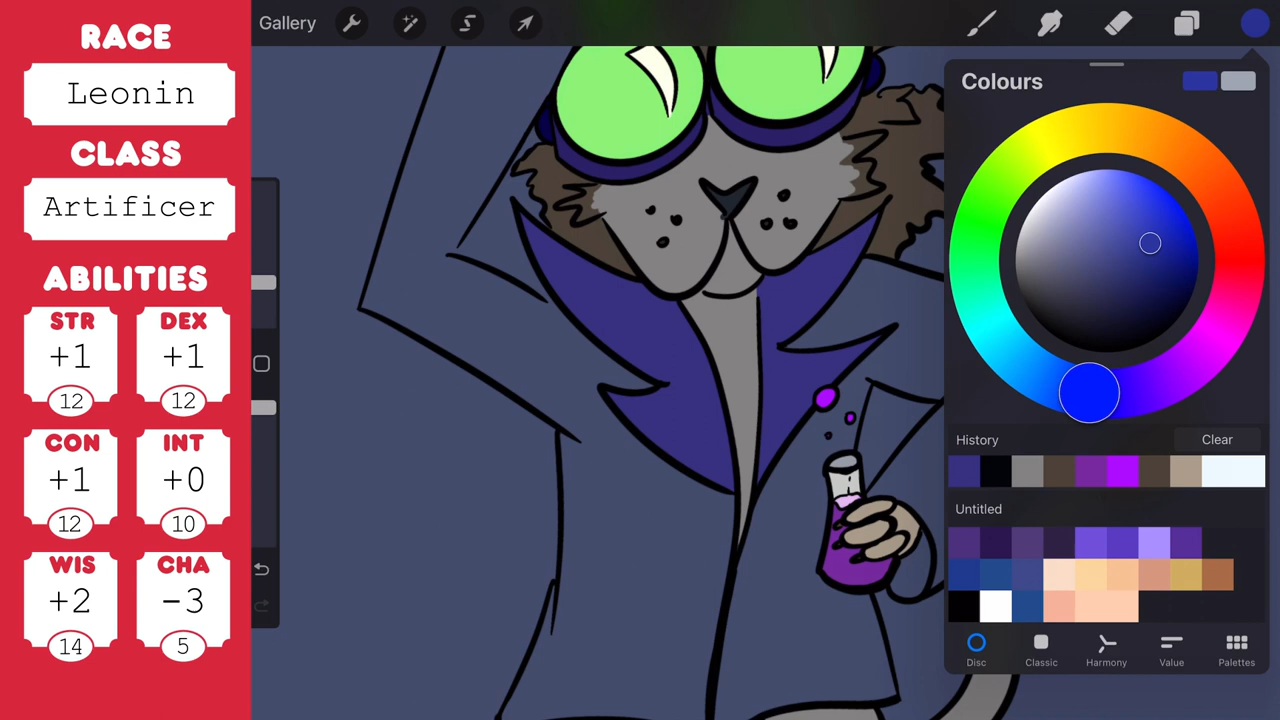 RACE
Leonin
CLASS
Artificer
ABILITIES
STR
+1
12
DEX
+1
12
CON
+1
12
INT
+0
10
WIS
+2
14
CHA
-3
5
Gallery
Colours
History
Clear
Untitled
Disc
Classic
Harmony
Value
Palettes